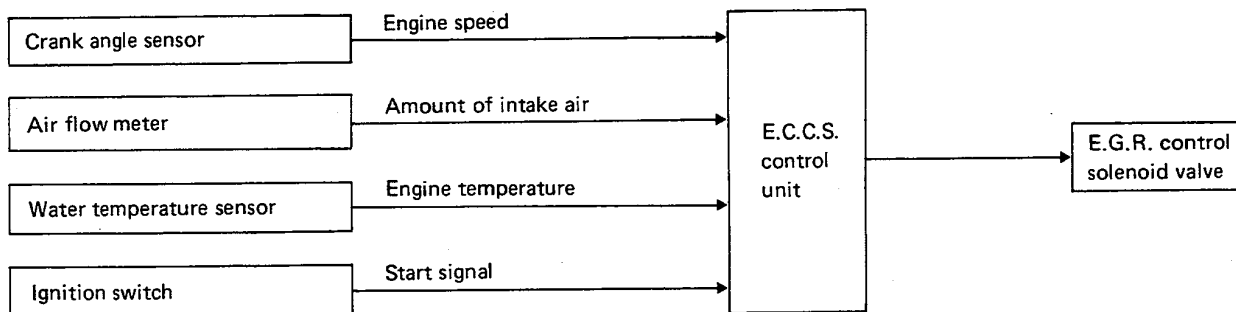 Crank angle sensor
Engine speed
Air flow meter
Amount of intake air
Water temperature sensor
Engine temperature
Ignition switch
Start signal
E.C.C.S.
control
unit
E.G.R. control
solenoid valve